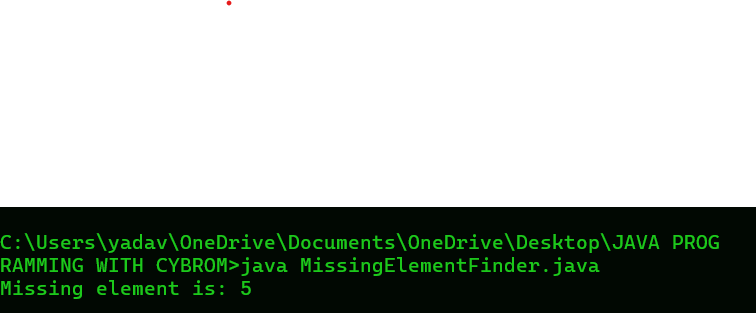 C:\Users\yadav\OneDrive\Documents\OneDrive\Desktop\JAVA PROG
RAMMING WITH CYBROM>java MissingElementFinder.java
Missing element is: 5